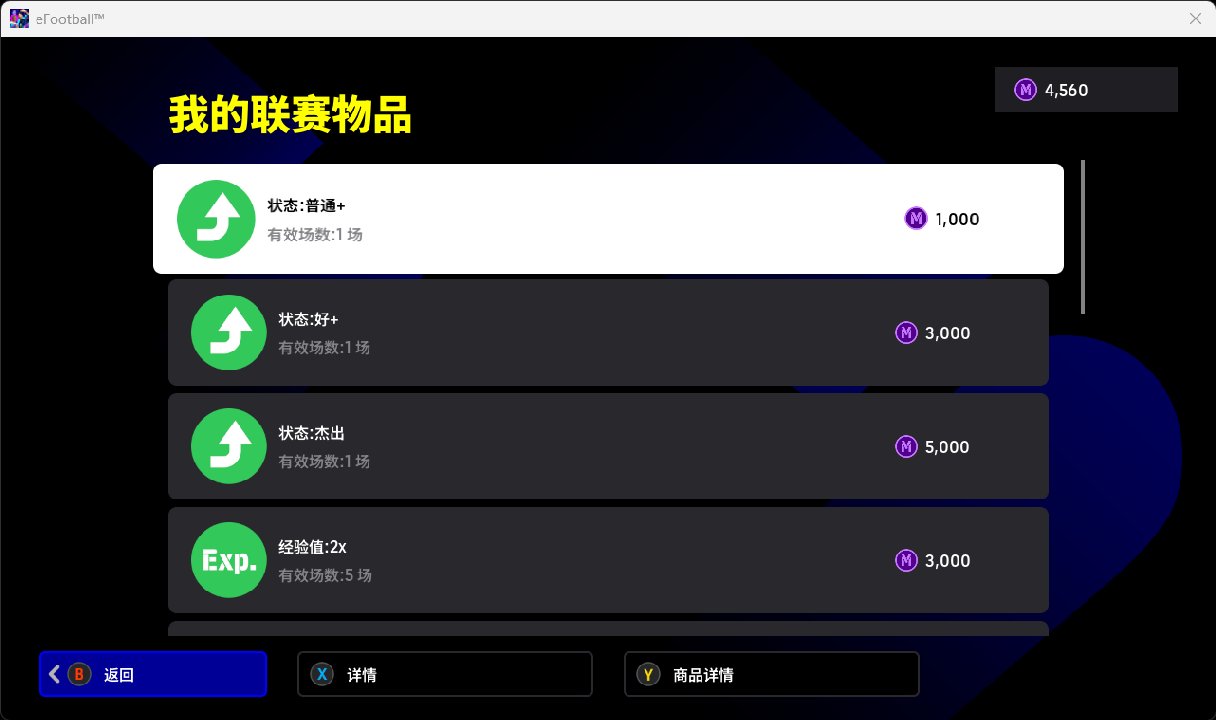 eFootball™
4,560
我的联赛物品
状态:普通+
有效场数:1 场
1,000
状态:好+
有效场数:1 场
3,000
状态:杰出
有效场数:1 场
5,000
Exp.
经验值:2x
有效场数:5 场
3,000
B 返回
X 详情
Y 商品详情